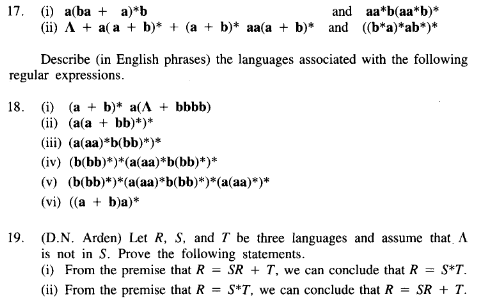 17. (i) a(ba + a)*b and aa*b(aa*b)*
(ii) Λ + a(a + b)* + (a + b)* aa(a + b)* and ((b*a)*ab*)*
Describe (in English phrases) the languages associated with the following
regular expressions.
18. (i) (a + b)* a(Λ + bbbb)
(ii) (a(a + bb)*)*
(iii) (a(aa)*b(bb)*)*
(iv) (b(bb)*)*(a(aa)*b(bb)*)*
(v) (b(bb)*)*(a(aa)*b(bb)*)*(a(aa)*)*
(vi) ((a + b)a)*
19. (D.N. Arden) Let R, S, and T be three languages and assume that Λ
is not in S. Prove the following statements.
(i) From the premise that R = SR + T, we can conclude that R = S*T.
(ii) From the premise that R = S*T, we can conclude that R = SR + T.